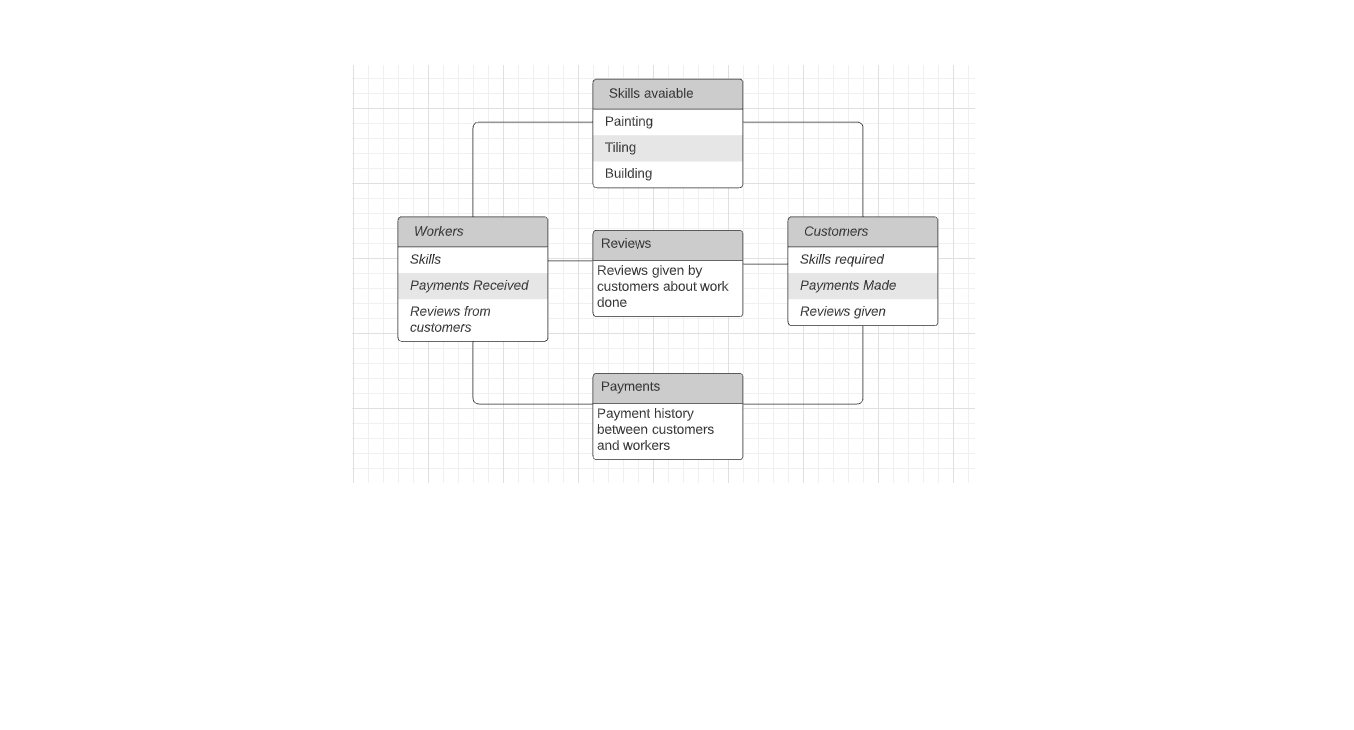 Skills avaiable
Painting
Tiling
Building
Workers
Skills
Payments Received
Reviews from
customers
Reviews
Reviews given by
customers about work
done
Customers
Skills required
Payments Made
Reviews given
Payments
Payment history
between customers
and workers